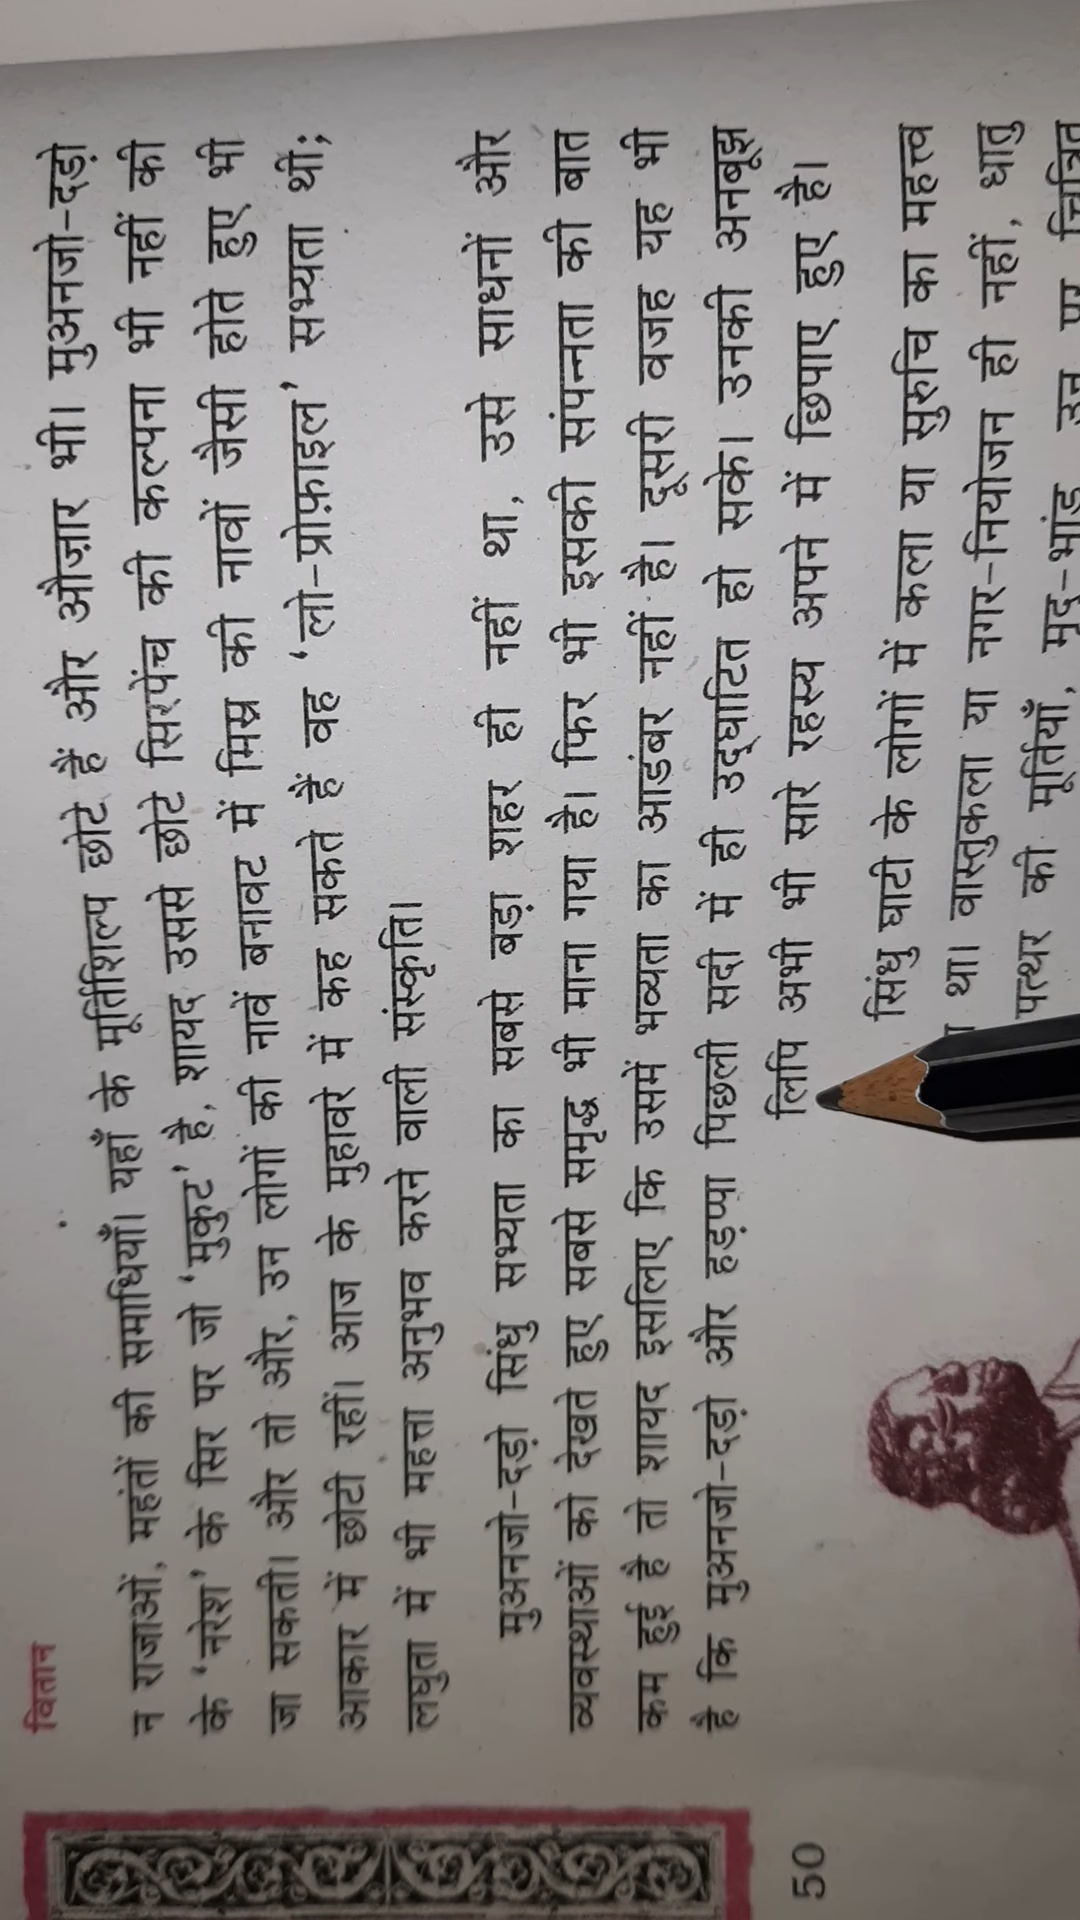 वितान
न राजाओं, महंतों की समाधियाँ। यहाँ के मूर्तिशिल्प छोटे हैं और औज़ार भी। मुअनजो-दड़ो
के 'नरेश' के सिर पर जो 'मुकुट' है, शायद उससे छोटे सिरपेंच की कल्पना भी नहीं की
जा सकती। और तो और, उन लोगों की नावें बनावट में मिस्र की नावों जैसी होते हुए भी
आकार में छोटी रहीं। आज के मुहावरे में कह सकते हैं वह 'लो-प्रोफ़ाइल' सभ्यता थी;
लघुता में भी महत्ता अनुभव करने वाली संस्कृति।
मुअनजो-दड़ो सिंधु सभ्यता का सबसे बड़ा शहर ही नहीं था, उसे साधनों और
व्यवस्थाओं को देखते हुए सबसे समृद्ध भी माना गया है। फिर भी इसकी संपन्नता की बात
कम हुई है तो शायद इसलिए कि उसमें भव्यता का आडंबर नहीं है। दूसरी वजह यह भी
है कि मुअनजो-दड़ो और हड़प्पा पिछली सदी में ही उद्घाटित हो सके। उनकी अनबूझ
लिपि अभी भी सारे रहस्य अपने में छिपाए हुए है।
सिंधु घाटी के लोगों में कला या सुरुचि का महत्त्व
था। वास्तुकला या नगर-नियोजन ही नहीं, धातु
पत्थर की मूर्तियाँ, मृद्-भांड, उन पर चित्रित
50